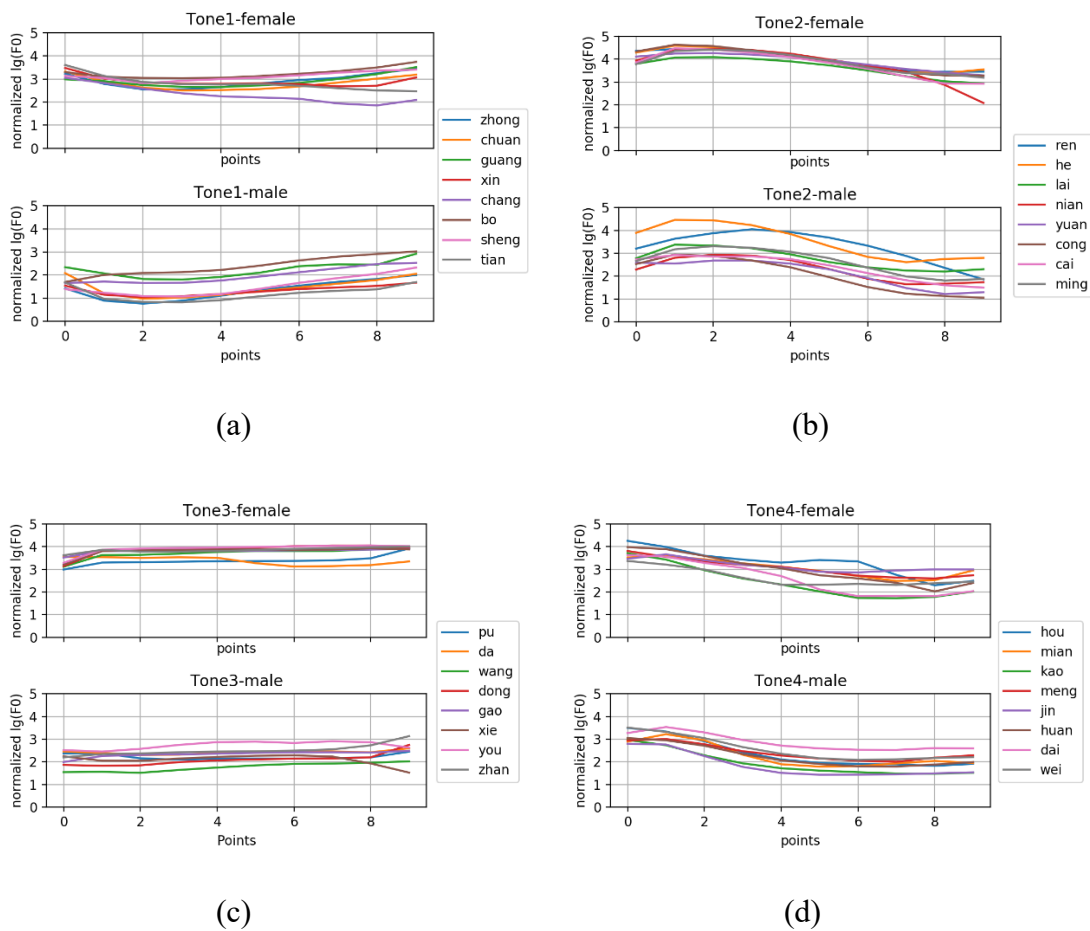 Tone1-female
normalized lg(F0)
5
4
3
2
1
0
points
Tone1-male
normalized lg(F0)
5
4
3
2
1
0
0 2 4 6 8
points
zhong
chuan
guang
xin
chang
bo
sheng
tian
(a)
Tone2-female
normalized lg(F0)
5
4
3
2
1
0
points
Tone2-male
normalized lg(F0)
5
4
3
2
1
0
0 2 4 6 8
points
ren
he
lai
nian
yuan
cong
cai
ming
(b)
Tone3-female
normalized lg(F0)
5
4
3
2
1
0
Points
Tone3-male
normalized lg(F0)
5
4
3
2
1
0
0 2 4 6 8
Points
pu
da
wang
dong
gao
xie
you
zhan
(c)
Tone4-female
normalized lg(F0)
5
4
3
2
1
0
points
Tone4-male
normalized lg(F0)
5
4
3
2
1
0
0 2 4 6 8
points
hou
mian
kao
meng
jin
huan
dai
wei
(d)